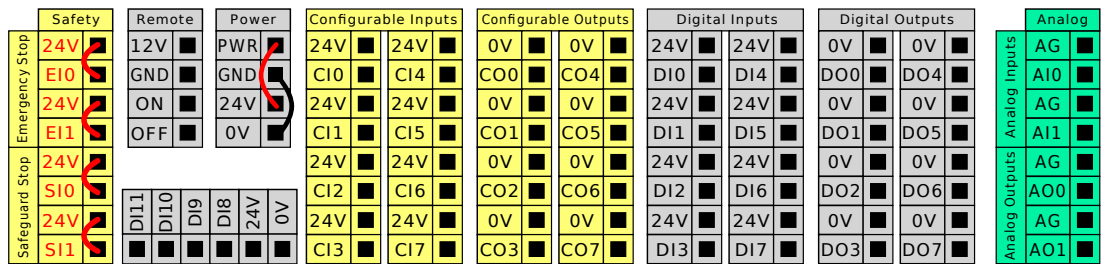 Safety
Emergency Stop
24V
EI0
24V
EI1
Safeguard Stop
24V
SI0
24V
SI1
Remote
12V
GND
ON
OFF
Power
PWR
GND
24V
0V
DI11 DI10 DI9 DI8 24V 0V
Configurable Inputs
24V 24V
CI0 CI4
24V 24V
CI1 CI5
24V 24V
CI2 CI6
24V 24V
CI3 CI7
Configurable Outputs
0V 0V
CO0 CO4
0V 0V
CO1 CO5
0V 0V
CO2 CO6
0V 0V
CO3 CO7
Digital Inputs
24V 24V
DI0 DI4
24V 24V
DI1 DI5
24V 24V
DI2 DI6
24V 24V
DI3 DI7
Digital Outputs
0V 0V
DO0 DO4
0V 0V
DO1 DO5
0V 0V
DO2 DO6
0V 0V
DO3 DO7
Analog
Analog Inputs
AG
AI0
AG
AI1
Analog Outputs
AG
AO0
AG
AO1